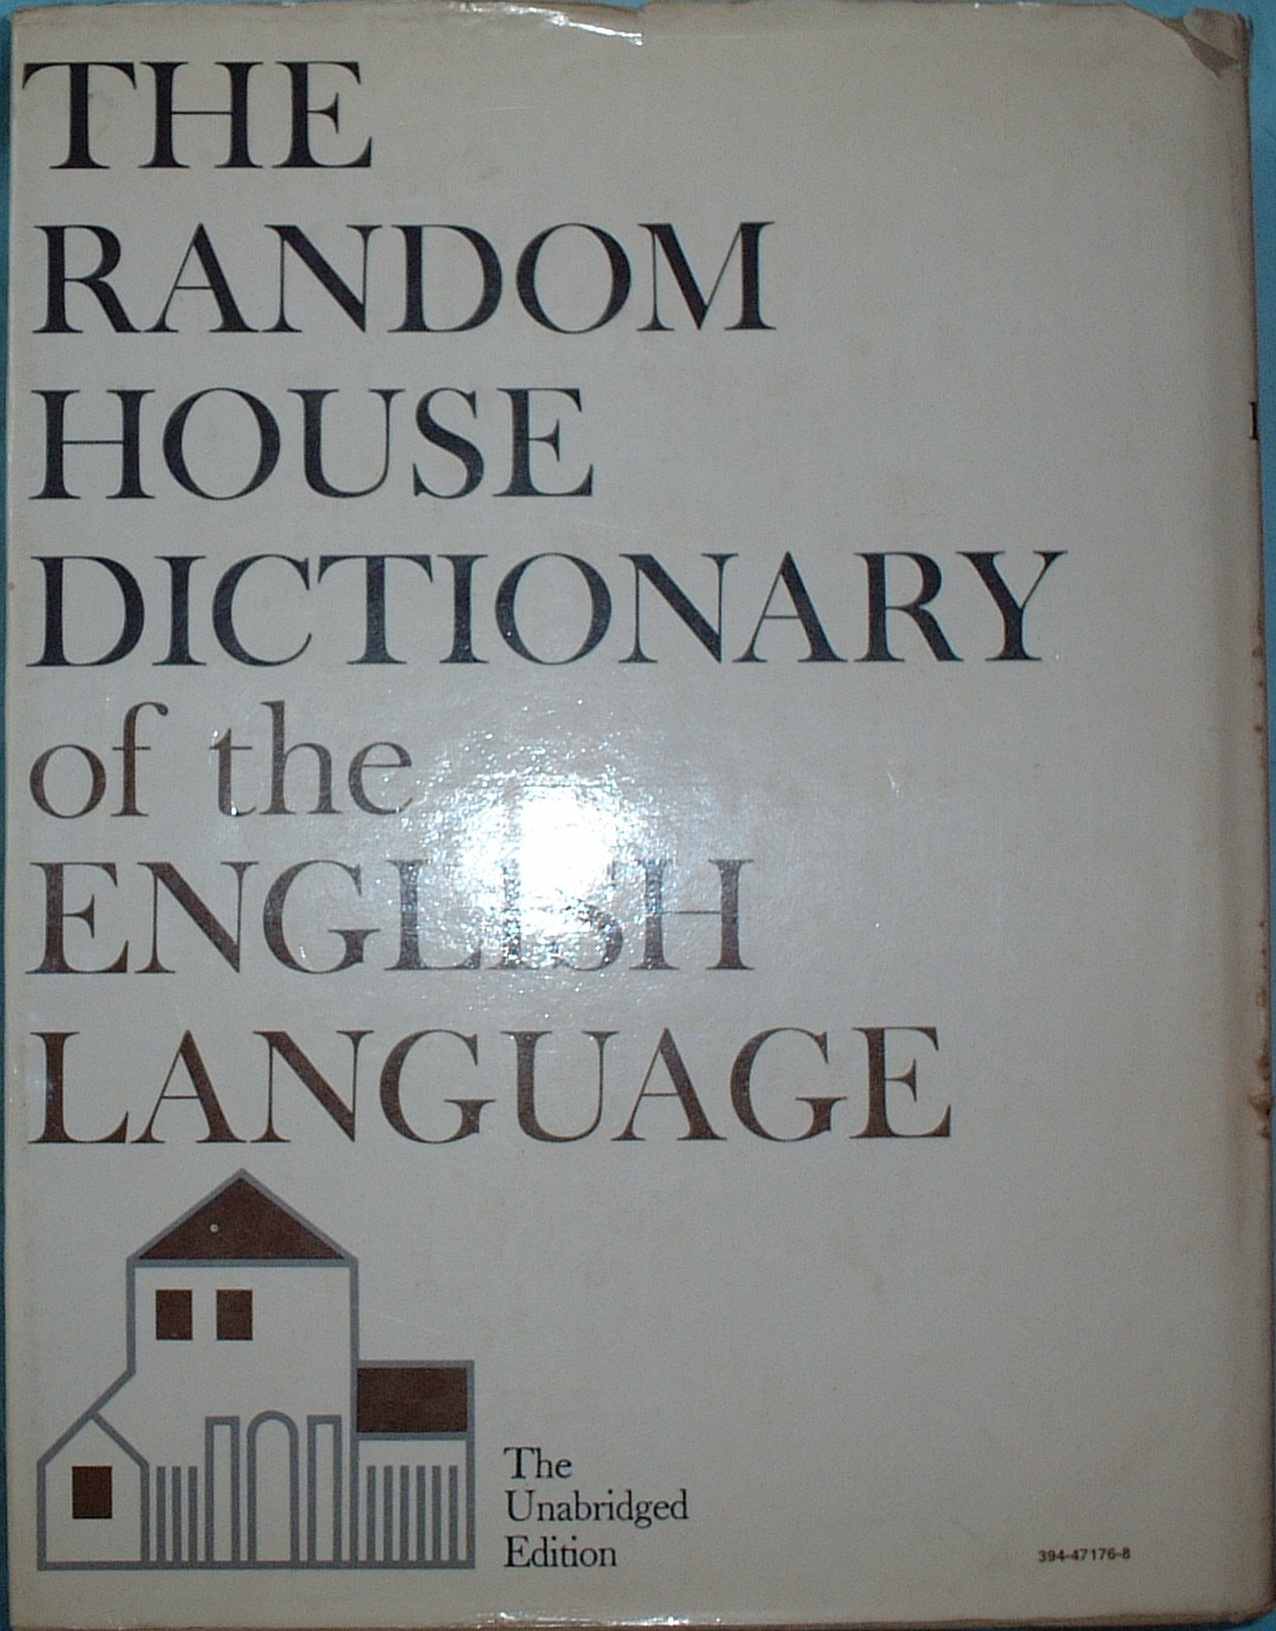 THE
RANDOM
HOUSE
DICTIONARY
of the
ENGLISH
LANGUAGE
The
Unabridged
Edition
394-47176-8